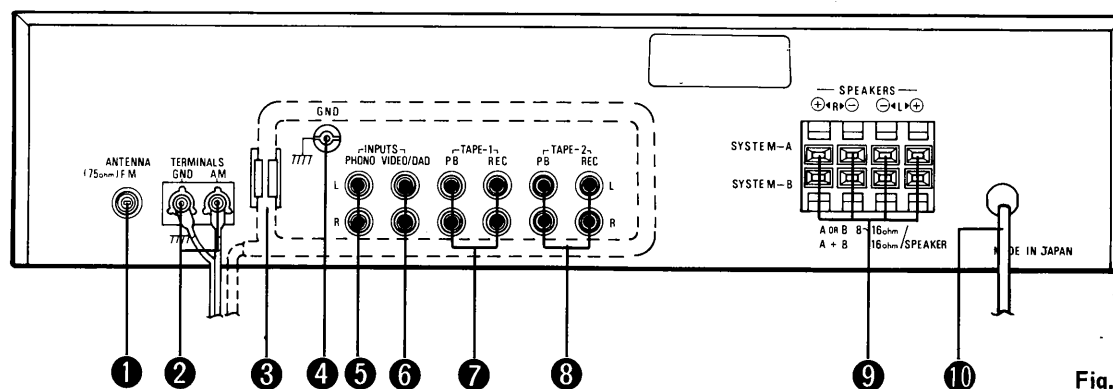 SPEAKERS
⊕◄R►⊖ ⊖◄L►⊕
GND
INPUTS TAPE-1 TAPE-2
PHONO VIDEO/DAD PB REC PB REC
ANTENNA TERMINALS
(75ohm)FM GND AM
SYSTEM-A
SYSTEM-B
L L
R R
A OR B 8~16ohm/SPEAKER
A + B 16ohm
MADE IN JAPAN
1 2 3 4 5 6 7 8 9 10
Fig.